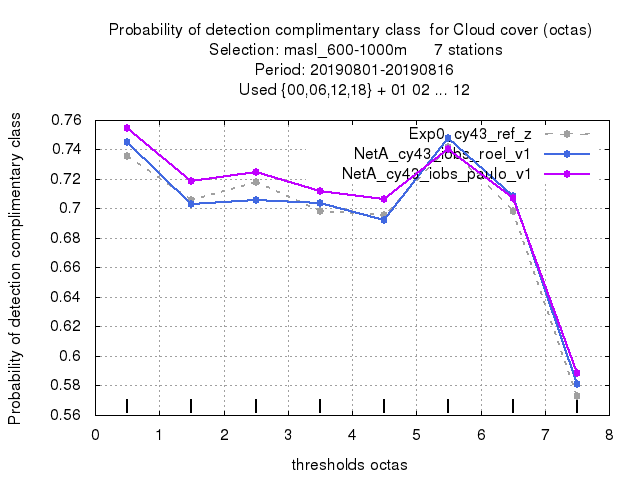 Probability of detection complimentary class  for Cloud cover (octas)
Selection: masl_600-1000m      7 stations
Period: 20190801-20190816
Used {00,06,12,18} + 01 02 ... 12
Probability of detection complimentary class
0.76
0.74
0.72
0.7
0.68
0.66
0.64
0.62
0.6
0.58
0.56
Exp0_cy43_ref_z
NetA_cy43_iobs_roel_v1
NetA_cy43_iobs_paulo_v1
0 1 2 3 4 5 6 7 8
thresholds octas